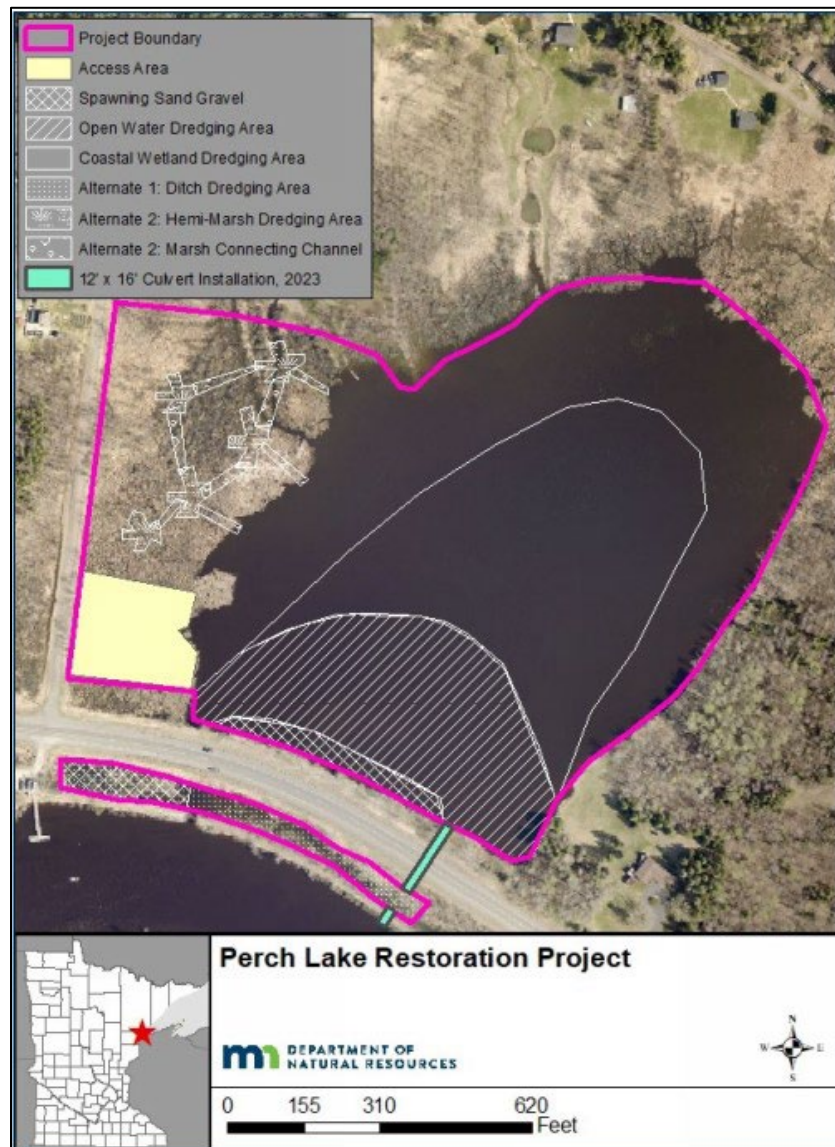 Project Boundary
Access Area
Spawning Sand Gravel
Open Water Dredging Area
Coastal Wetland Dredging Area
Alternate 1: Ditch Dredging Area
Alternate 2: Hemi-Marsh Dredging Area
Alternate 2: Marsh Connecting Channel
12' x 16' Culvert Installation, 2023
Perch Lake Restoration Project
mn DEPARTMENT OF
NATURAL RESOURCES
N
W E
S
0 155 310 620
Feet